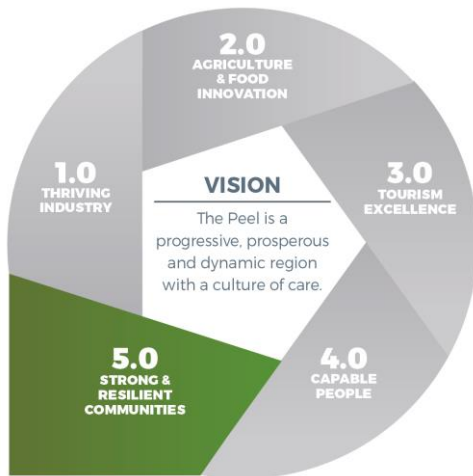 2.0
AGRICULTURE
& FOOD
INNOVATION
1.0
THRIVING
INDUSTRY
3.0
TOURISM
EXCELLENCE
VISION
The Peel is a
progressive, prosperous
and dynamic region
with a culture of care.
5.0
STRONG &
RESILIENT
COMMUNITIES
4.0
CAPABLE
PEOPLE